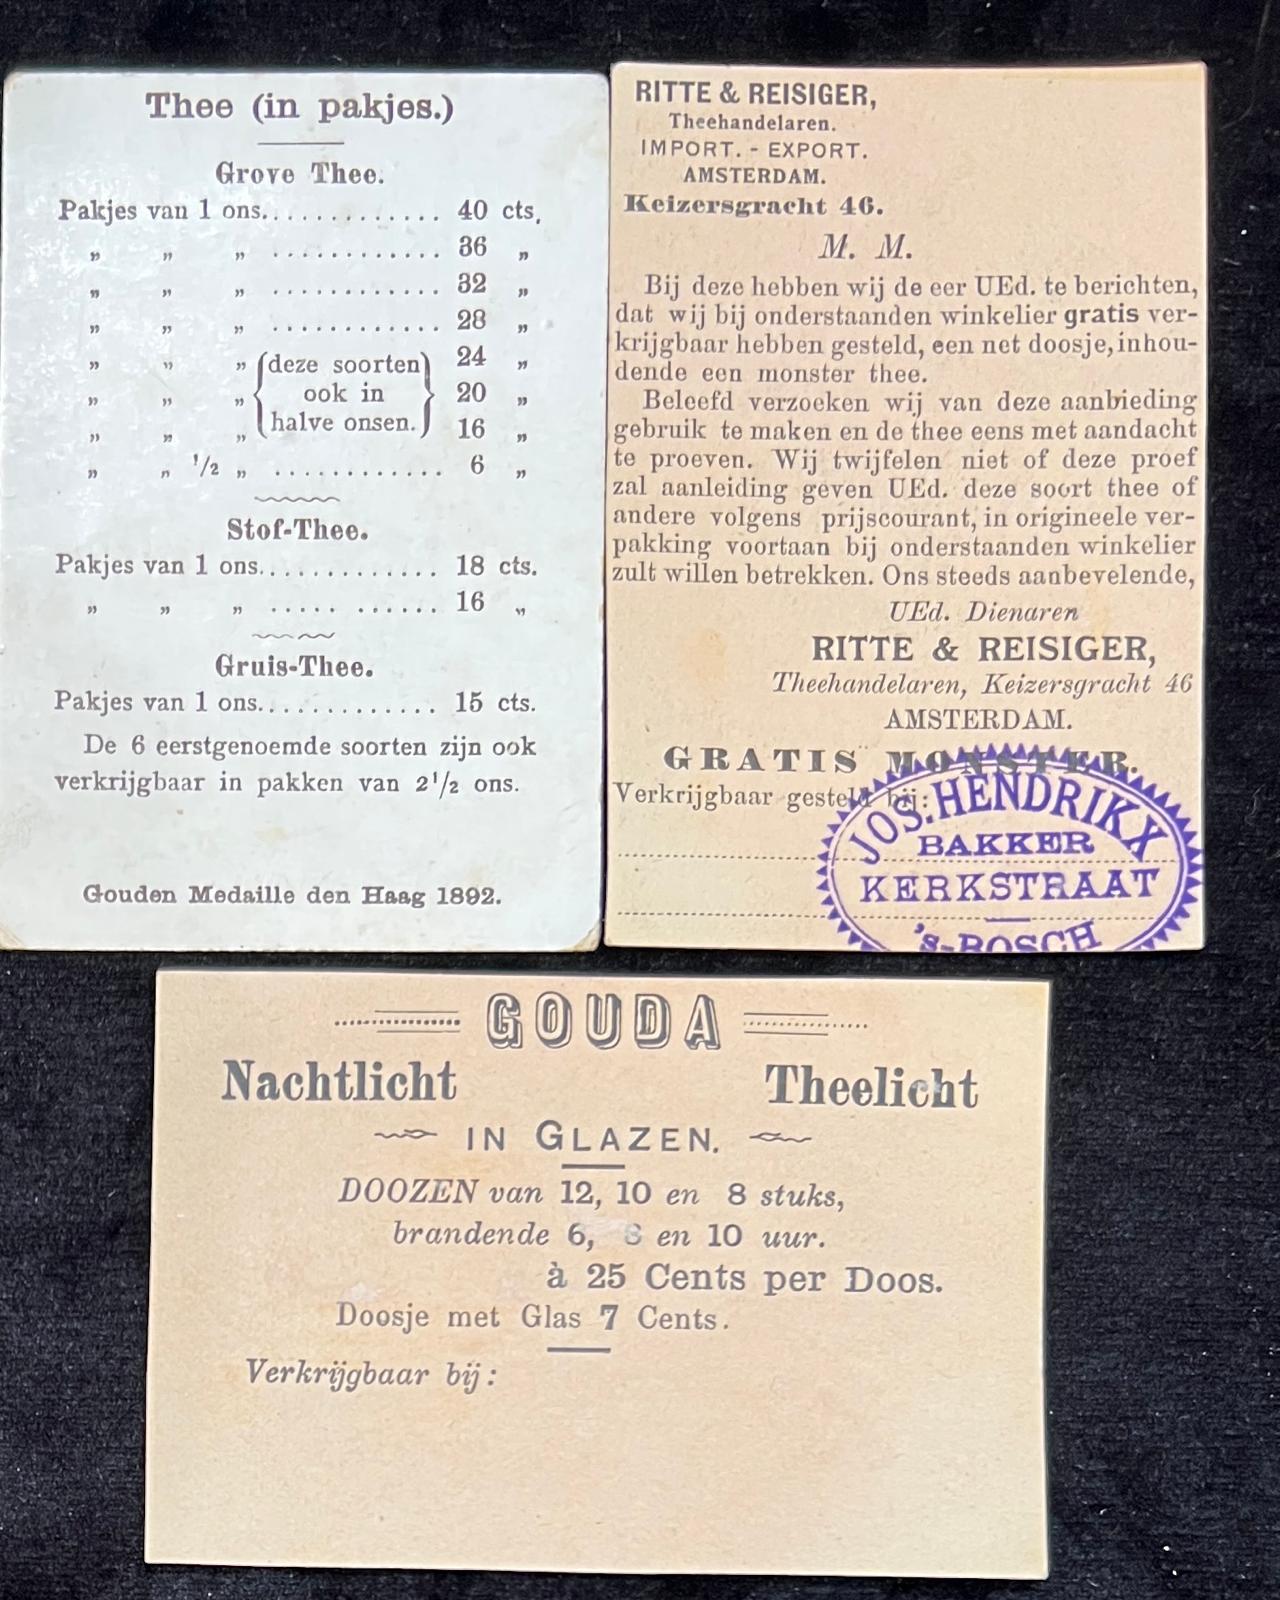 Thee (in pakjes.)
Grove Thee.
Pakjes van 1 ons. . . . . . . . . . . . . . 40 cts.
„ „ „ . . . . . . . . . . . . 36 „
„ „ „ . . . . . . . . . . . . 32 „
„ „ „ . . . . . . . . . . . . 28 „
„ „ „ (deze soorten) 24 „
„ „ „ { ook in } 20 „
„ „ „ (halve onsen.) 16 „
„ „ 1/2 „ . . . . . . . . . . . . 6 „
Stof-Thee.
Pakjes van 1 ons. . . . . . . . . . . . . . 18 cts.
„ „ „ . . . . . . . . . . . 16 „
Gruis-Thee.
Pakjes van 1 ons. . . . . . . . . . . . . . 15 cts.
De 6 eerstgenoemde soorten zijn ook
verkrijgbaar in pakken van 2 1/2 ons.
Gouden Medaille den Haag 1892.
RITTE & REISIGER,
Theehandelaren.
IMPORT. - EXPORT.
AMSTERDAM.
Keizersgracht 46.
M. M.
Bij deze hebben wij de eer UEd. te berichten,
dat wij bij onderstaanden winkelier gratis ver-
krijgbaar hebben gesteld, een net doosje, inhou-
dende een monster thee.
Beleefd verzoeken wij van deze aanbieding
gebruik te maken en de thee eens met aandacht
te proeven. Wij twijfelen niet of deze proef
zal aanleiding geven UEd. deze soort thee of
andere volgens prijscourant, in origineele ver-
pakking voortaan bij onderstaanden winkelier
zult willen betrekken. Ons steeds aanbevelende,
UEd. Dienaren
RITTE & REISIGER,
Theehandelaren, Keizersgracht 46
AMSTERDAM.
GRATIS MONSTER.
Verkrijgbaar gesteld bij:
JOS. HENDRIKX
BAKKER
KERKSTRAAT
's-BOSCH
GOUDA
Nachtlicht Theelicht
IN GLAZEN.
DOOZEN van 12, 10 en 8 stuks,
brandende 6, 8 en 10 uur.
à 25 Cents per Doos.
Doosje met Glas 7 Cents.
Verkrijgbaar bij: